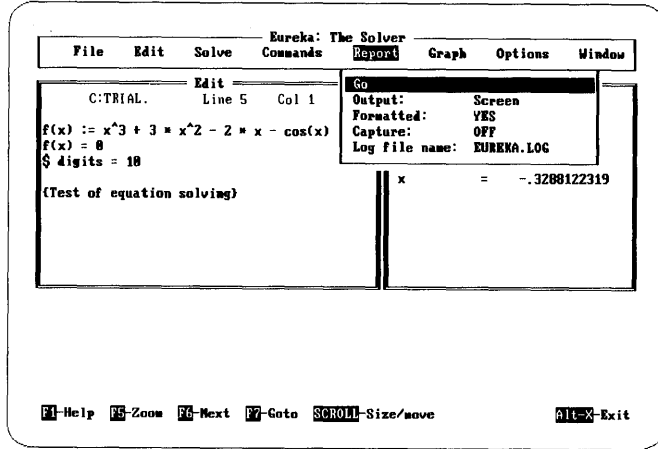 Eureka: The Solver
File Edit Solve Commands Report Graph Options Window
Edit
C:TRIAL. Line 5 Col 1
f(x) := x^3 + 3 * x^2 - 2 * x - cos(x)
f(x) = 0
$ digits = 10
{Test of equation solving}
Go
Output: Screen
Formatted: YES
Capture: OFF
Log file name: EUREKA.LOG
x = -.3288122319
F1-Help F5-Zoom F6-Next F7-Goto SCROLL-Size/move Alt-X-Exit